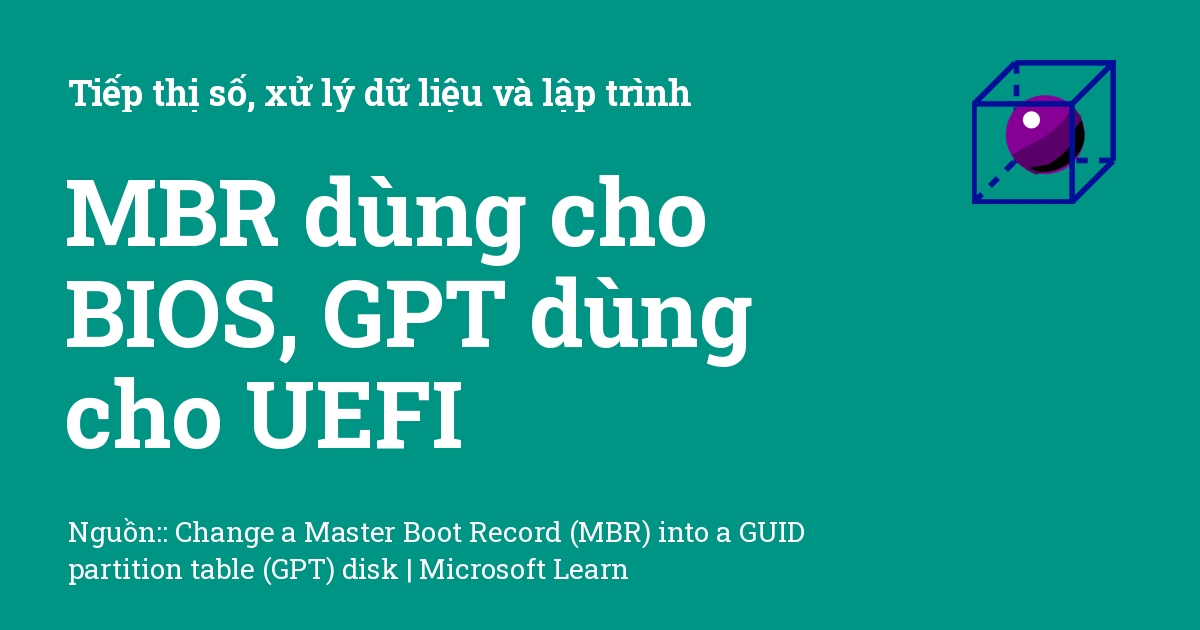 Tiếp thị số, xử lý dữ liệu và lập trình
MBR dùng cho
BIOS, GPT dùng
cho UEFI
Nguồn:: Change a Master Boot Record (MBR) into a GUID
partition table (GPT) disk | Microsoft Learn